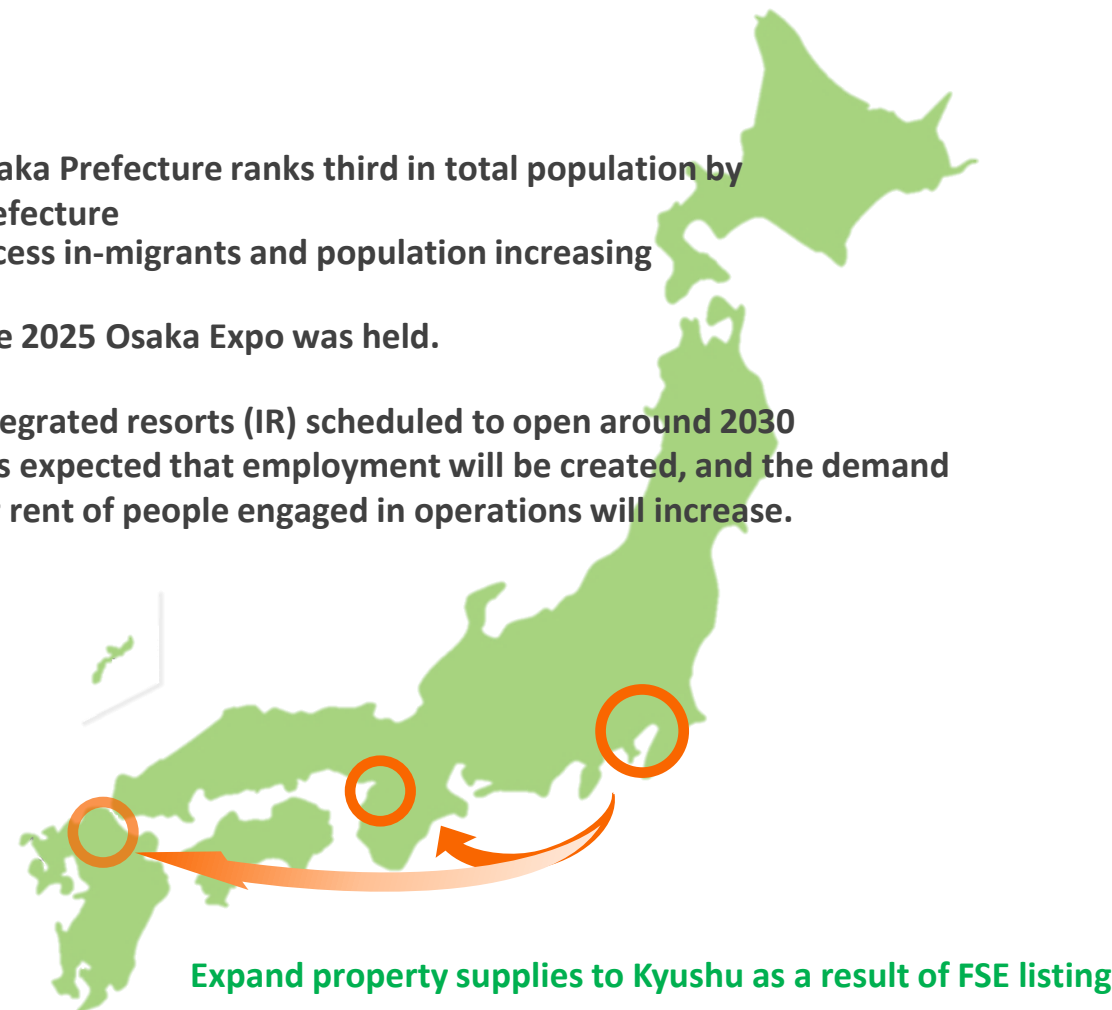 aka Prefecture ranks third in total population by
efecture
cess in-migrants and population increasing
e 2025 Osaka Expo was held.
tegrated resorts (IR) scheduled to open around 2030
s expected that employment will be created, and the demand
r rent of people engaged in operations will increase.
Expand property supplies to Kyushu as a result of FSE listing